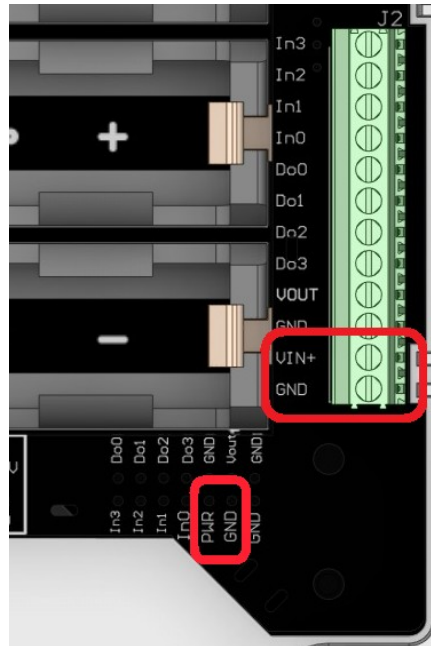 J2
In3
In2
In1
In0
Do0
Do1
Do2
Do3
VOUT
GND
VIN+
GND
Do0 Do1 Do2 Do3 GND Vout GND
In3 In2 In1 In0 PWR GND GND
+
-